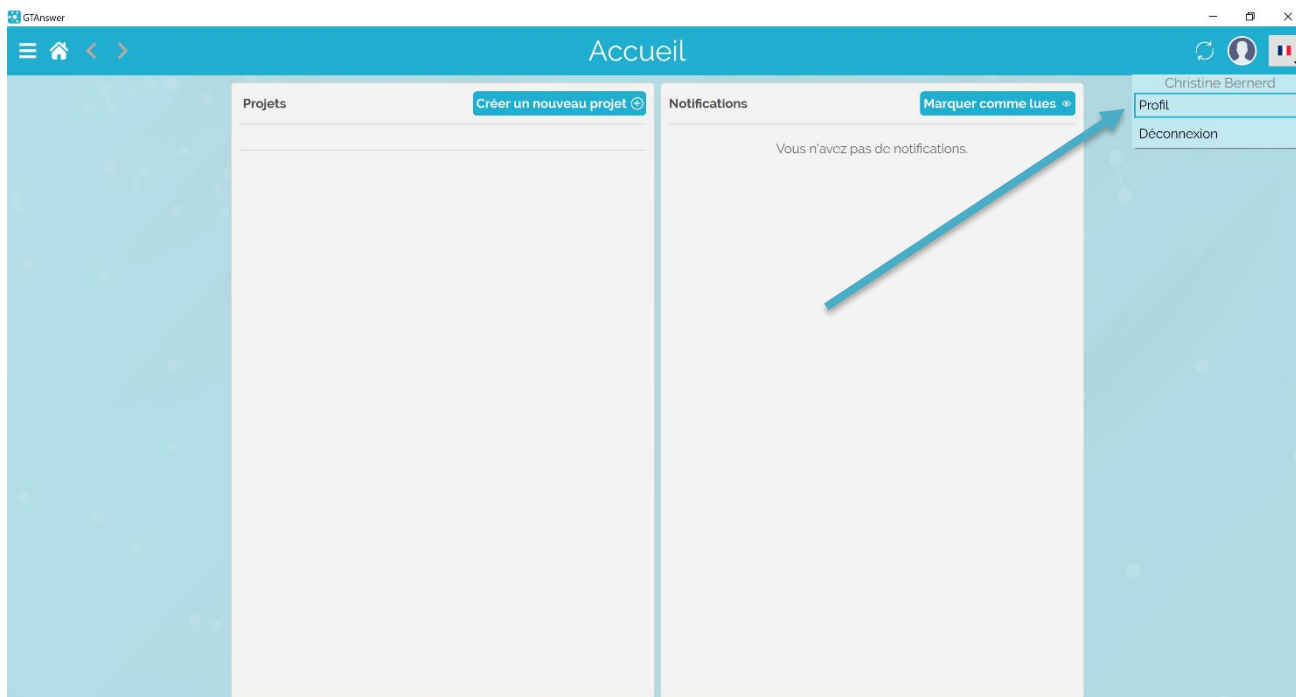 GTAnswer
Accueil
Christine Bernerd
Profil
Déconnexion
Projets
Créer un nouveau projet
Notifications
Marquer comme lues
Vous n'avez pas de notifications.